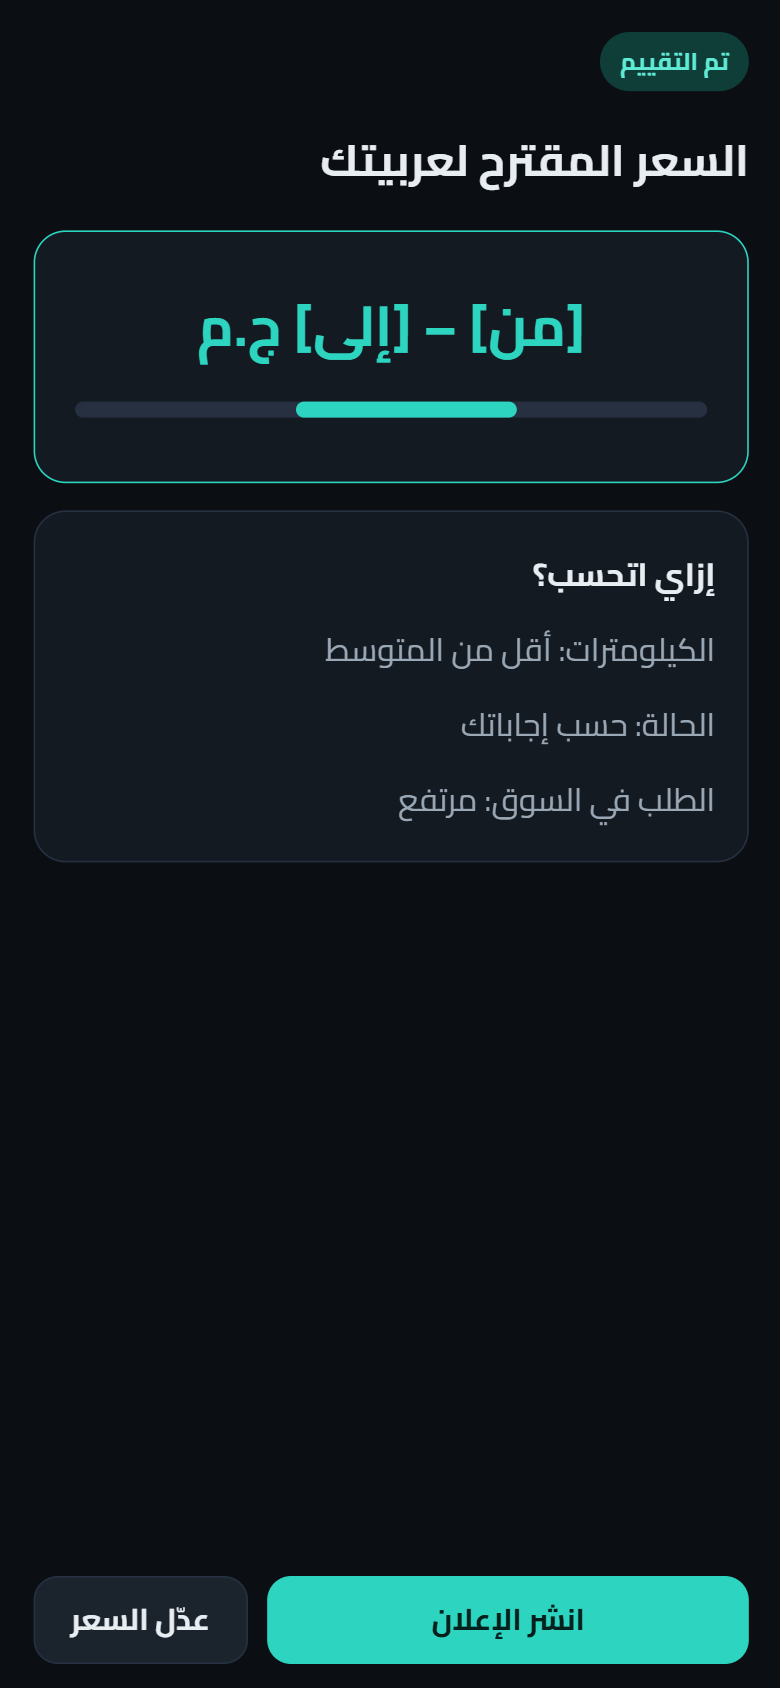 تم التقييم
السعر المقترح لعربيتك
[من] – [إلى] ج.م
إزاي اتحسب؟
الكيلومترات: أقل من المتوسط
الحالة: حسب إجاباتك
الطلب في السوق: مرتفع
انشر الإعلان
عدّل السعر